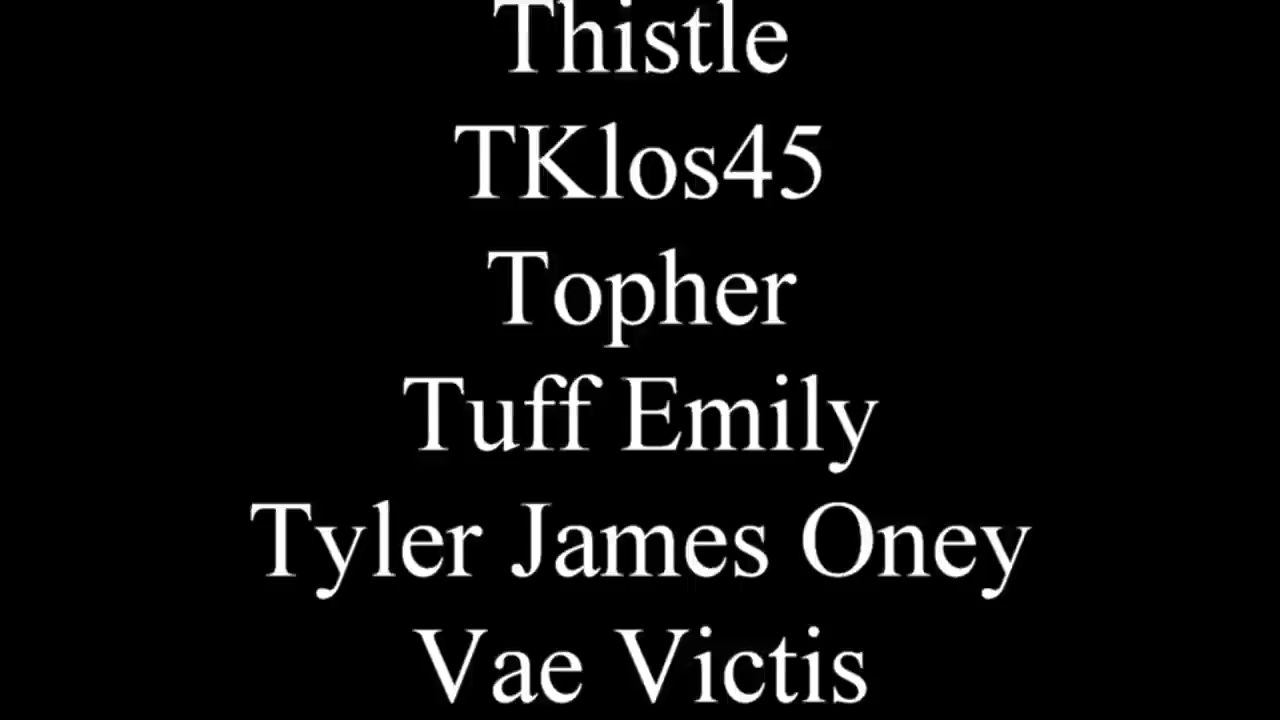 Thistle
TKlos45
Topher
Tuff Emily
Tyler James Oney
Vae Victis